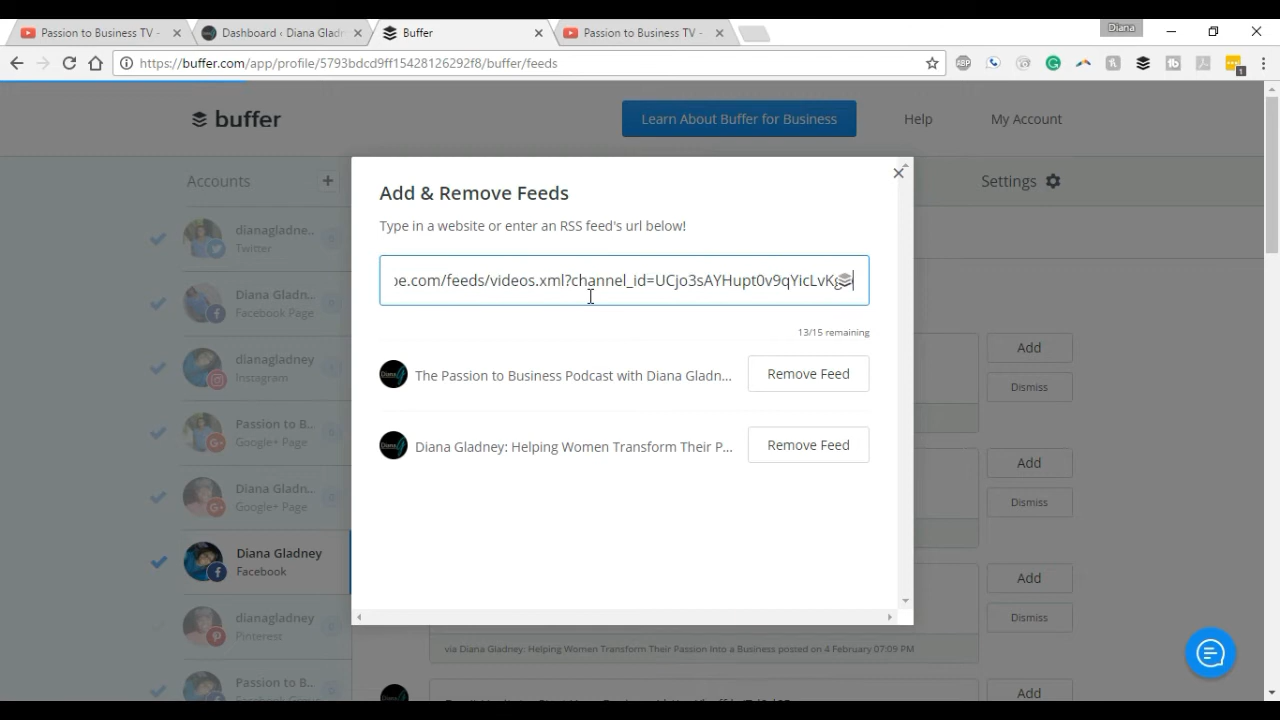 Passion to Business TV -
Dashboard ‹ Diana Gladn
Buffer
Passion to Business TV -
Diana
https://buffer.com/app/profile/5793bdcd9ff15428126292f8/buffer/feeds
ABP
1
buffer
Learn About Buffer for Business
Help
My Account
Accounts
+
Settings
dianagladne..
Twitter
Diana Gladn..
Facebook Page
dianagladney
Instagram
Passion to B...
Google+ Page
Diana Gladn..
Google+ Page
Diana Gladney
Facebook
dianagladney
Pinterest
Passion to B...
Add & Remove Feeds
Type in a website or enter an RSS feed's url below!
be.com/feeds/videos.xml?channel_id=UCjo3sAYHupt0v9qYicLvKg
13/15 remaining
The Passion to Business Podcast with Diana Gladn...
Remove Feed
Diana Gladney: Helping Women Transform Their P...
Remove Feed
Add
Dismiss
Add
Dismiss
Add
Dismiss
via Diana Gladney: Helping Women Transform Their Passion Into a Business posted on 4 February 07:09 PM
Add